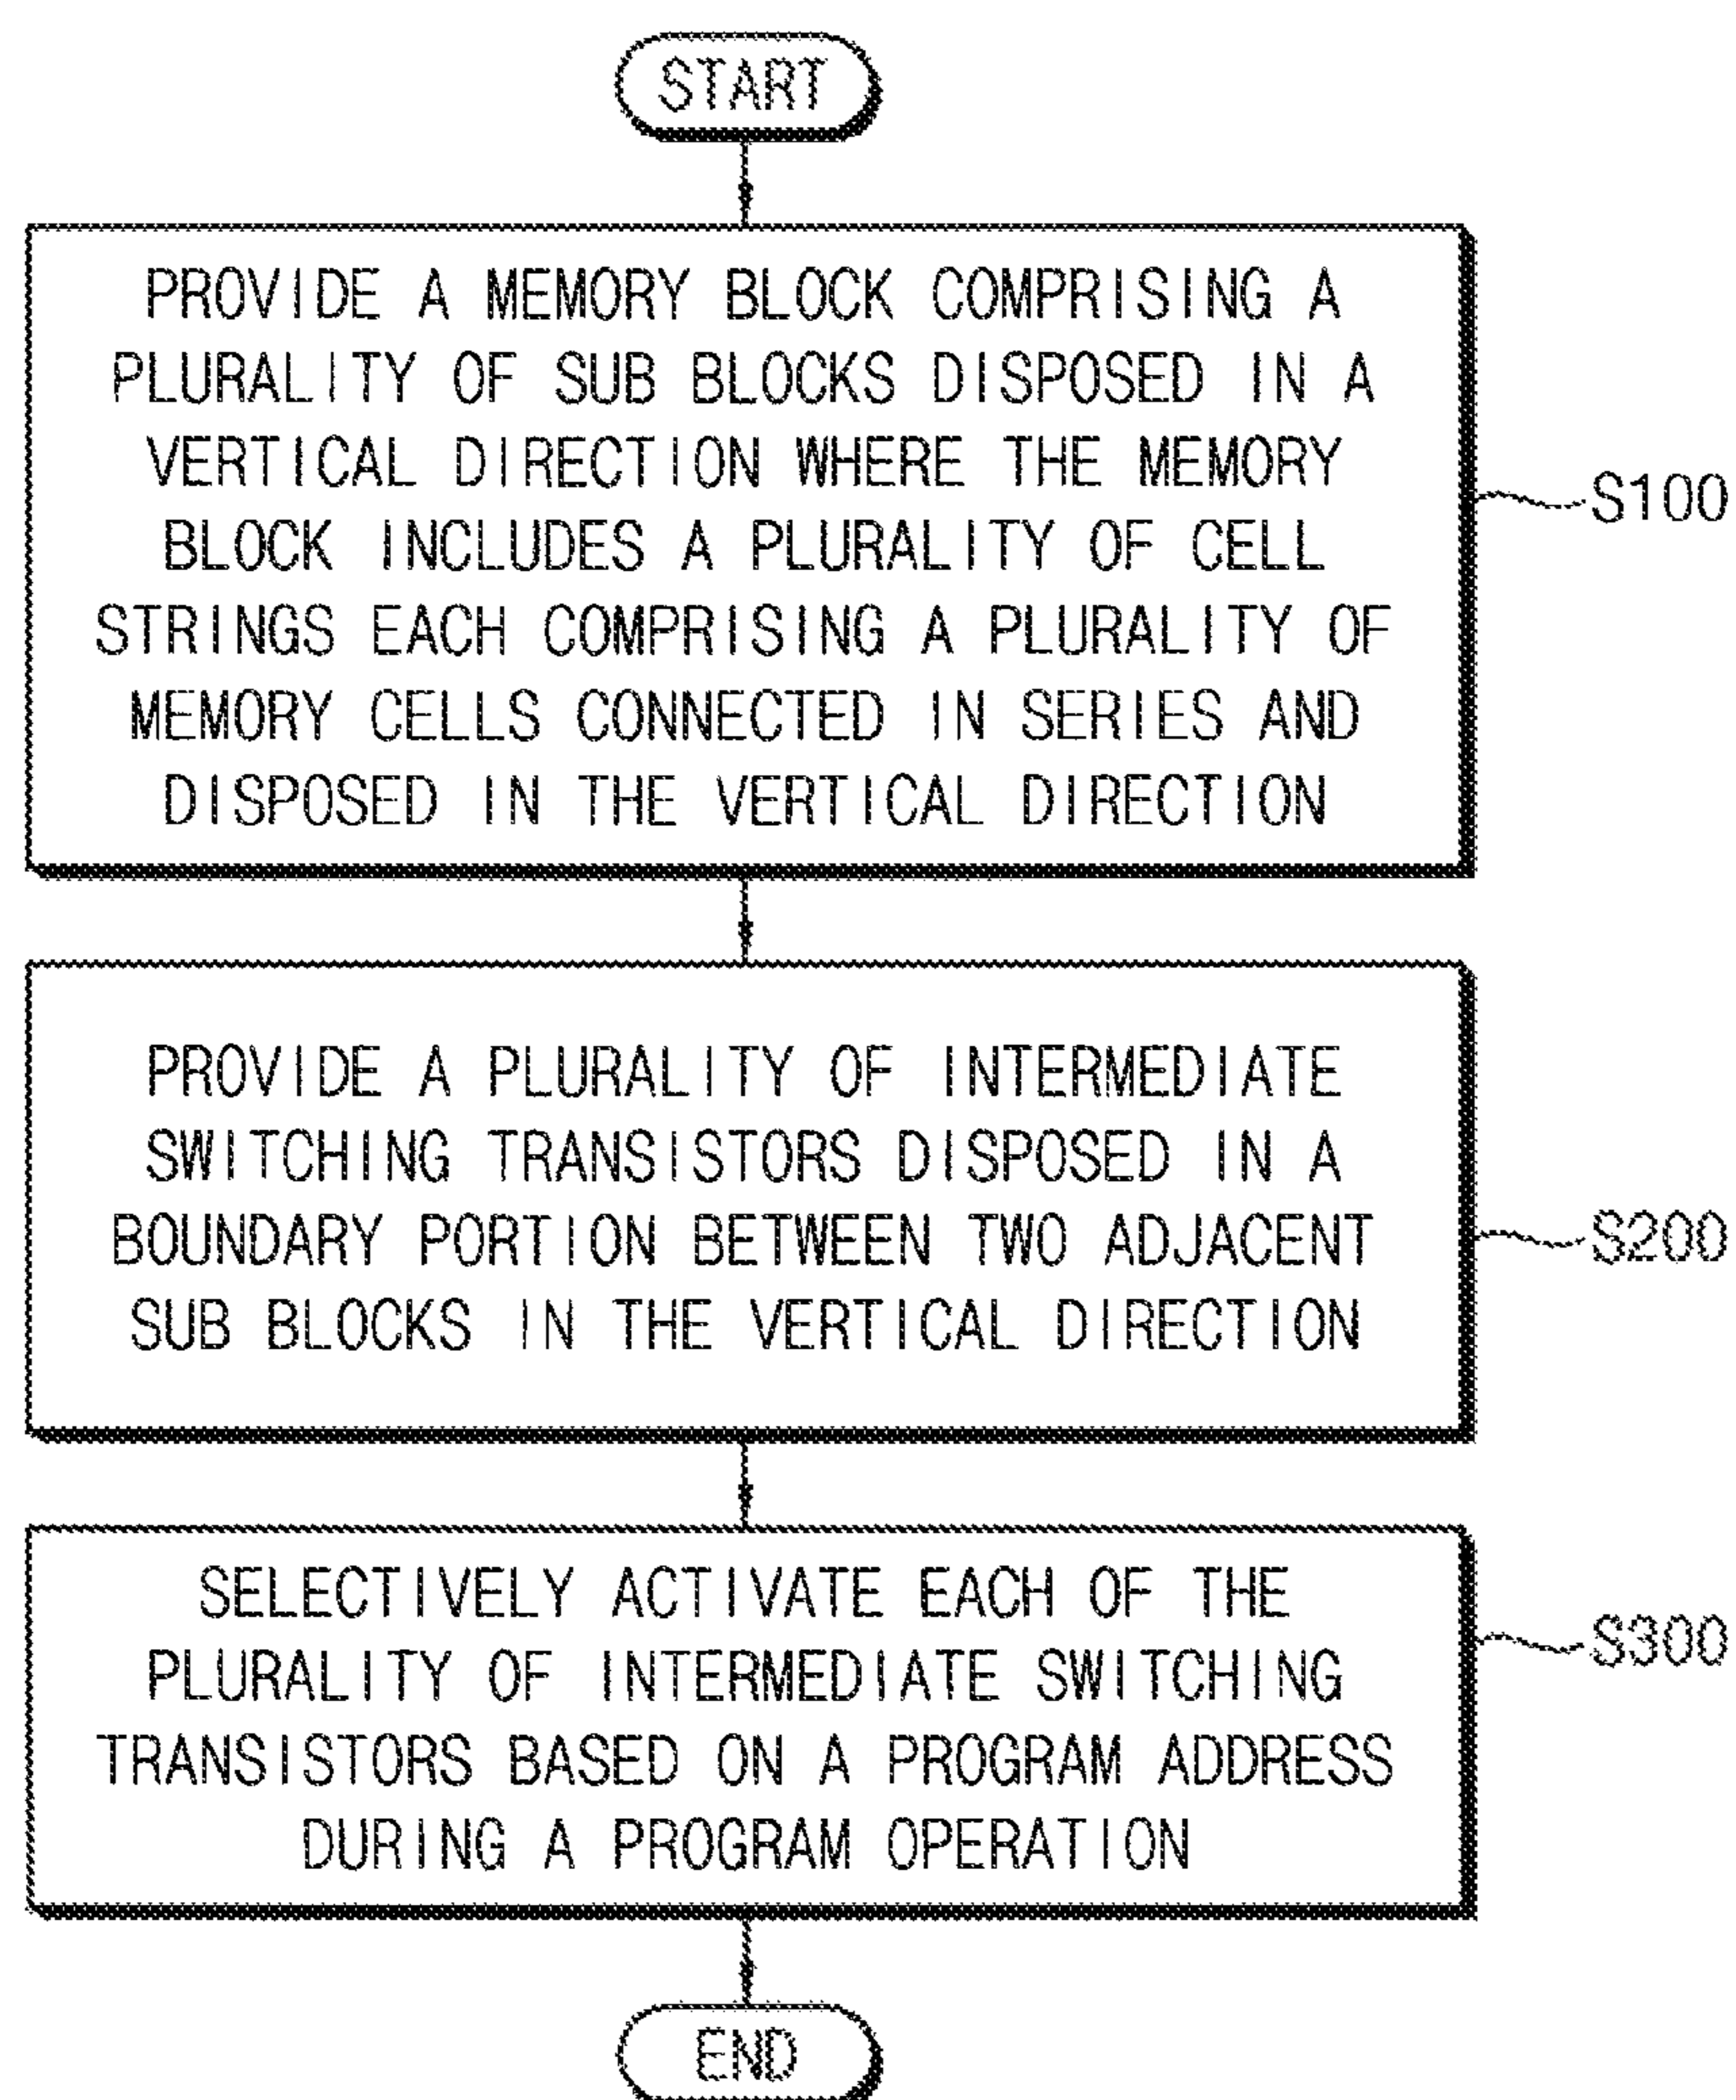 START
PROVIDE A MEMORY BLOCK COMPRISING A
PLURALITY OF SUB BLOCKS DISPOSED IN A
VERTICAL DIRECTION WHERE THE MEMORY
BLOCK INCLUDES A PLURALITY OF CELL
STRINGS EACH COMPRISING A PLURALITY OF
MEMORY CELLS CONNECTED IN SERIES AND
DISPOSED IN THE VERTICAL DIRECTION
S100
PROVIDE A PLURALITY OF INTERMEDIATE
SWITCHING TRANSISTORS DISPOSED IN A
BOUNDARY PORTION BETWEEN TWO ADJACENT
SUB BLOCKS IN THE VERTICAL DIRECTION
S200
SELECTIVELY ACTIVATE EACH OF THE
PLURALITY OF INTERMEDIATE SWITCHING
TRANSISTORS BASED ON A PROGRAM ADDRESS
DURING A PROGRAM OPERATION
S300
END